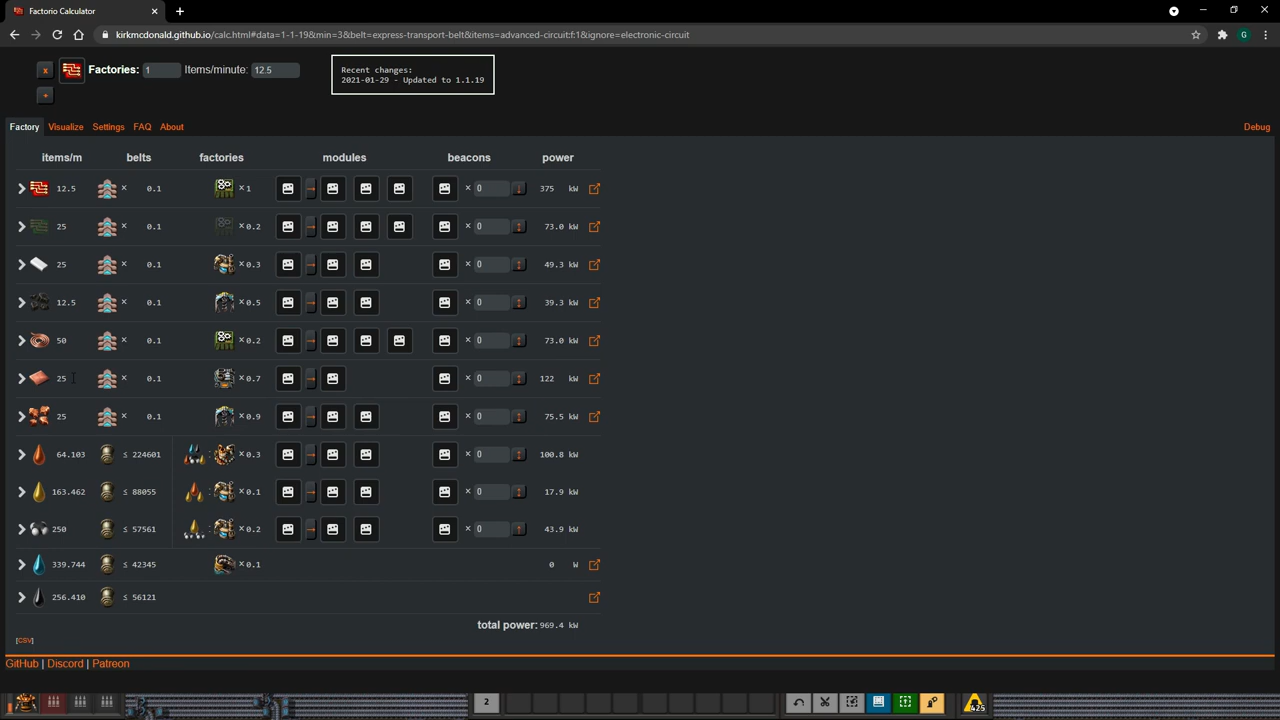 Factorio Calculator
kirkmcdonald.github.io/calc.html#data=1-1-19&min=3&belt=express-transport-belt&items=advanced-circuit:f:1&ignore=electronic-circuit
G
x Factories: 1 Items/minute: 12.5
+
Recent changes:
2021-01-29 - Updated to 1.1.19
Factory Visualize Settings FAQ About Debug
items/m belts factories modules beacons power
12.5 × 0.1 × 1 × 0 375 kW
25 × 0.1 × 0.2 × 0 73.0 kW
25 × 0.1 × 0.3 × 0 49.3 kW
12.5 × 0.1 × 0.5 × 0 39.3 kW
50 × 0.1 × 0.2 × 0 73.0 kW
25 × 0.1 × 0.7 × 0 122 kW
25 × 0.1 × 0.9 × 0 75.5 kW
64.103 ≤ 224601 : × 0.3 × 0 100.8 kW
163.462 ≤ 88055 : × 0.1 × 0 17.9 kW
250 ≤ 57561 : × 0.2 × 0 43.9 kW
339.744 ≤ 42345 × 0.1 0 W
256.410 ≤ 56121
total power: 969.4 kW
[CSV]
GitHub | Discord | Patreon
?
425